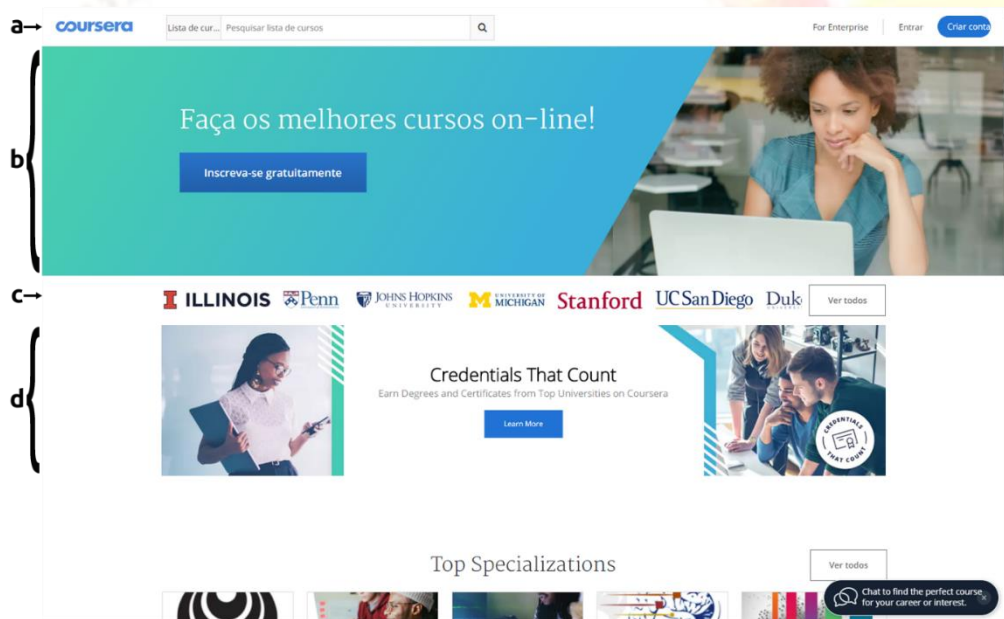 a
coursera
Lista de cur... Pesquisar lista de cursos
For Enterprise
Entrar
Criar conta
b
Faça os melhores cursos on-line!
Inscreva-se gratuitamente
c
ILLINOIS
Penn
JOHNS HOPKINS
UNIVERSITY
UNIVERSITY OF
MICHIGAN
Stanford
UC San Diego
Duk
Ver todos
d
Credentials That Count
Earn Degrees and Certificates from Top Universities on Coursera
Learn More
CREDENTIALS
THAT COUNT
Top Specializations
Ver todos
Chat to find the perfect course
for your career or interest.